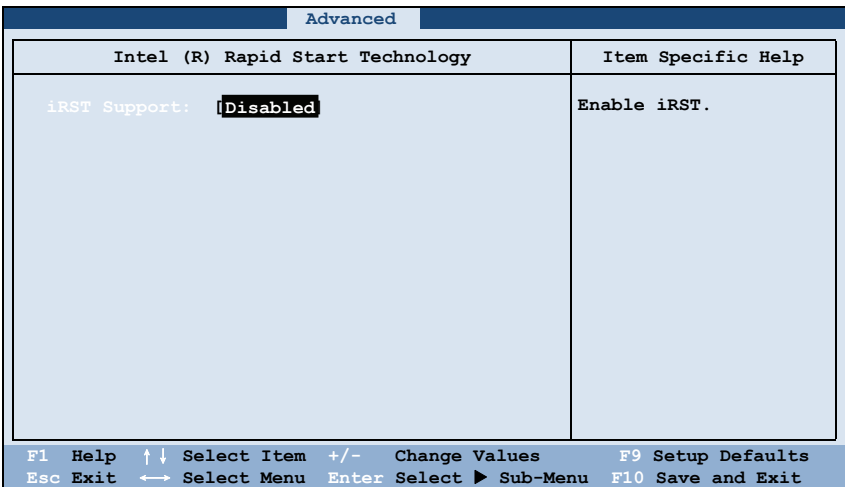 Advanced
Intel (R) Rapid Start Technology
Item Specific Help
iRST Support: [Disabled]
Enable iRST.
F1 Help ↑↓ Select Item +/- Change Values F9 Setup Defaults
Esc Exit ←→ Select Menu Enter Select ▶ Sub-Menu F10 Save and Exit